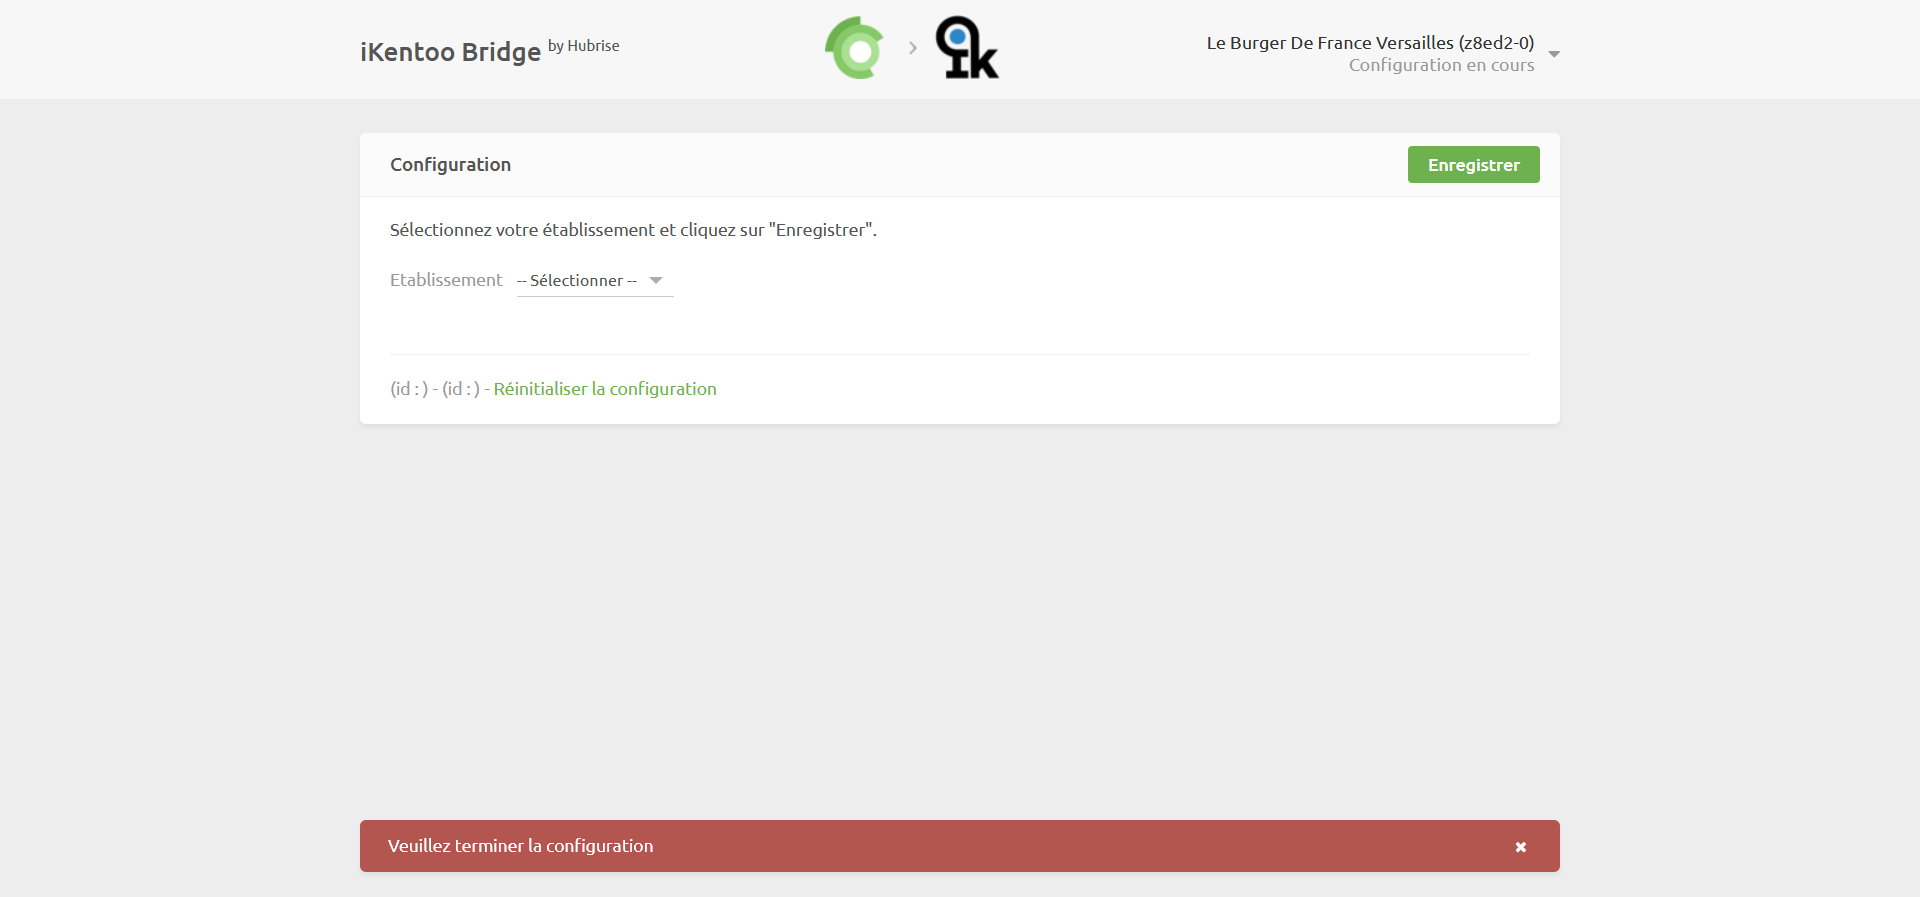 iKentoo Bridge by Hubrise
Ik
Le Burger De France Versailles (z8ed2-0)
Configuration en cours
Configuration
Enregistrer
Sélectionnez votre établissement et cliquez sur "Enregistrer".
Etablissement -- Sélectionner --
(id : ) - (id : ) - Réinitialiser la configuration
Veuillez terminer la configuration